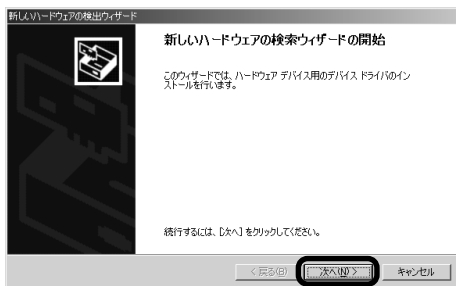 新しいハードウェアの検出ウィザード
新しいハードウェアの検索ウィザードの開始
このウィザードでは、ハードウェア デバイス用のデバイス ドライバのイン
ストールを行います。
続行するには、[次へ] をクリックしてください。
< 戻る(B)
次へ(N) >
キャンセル